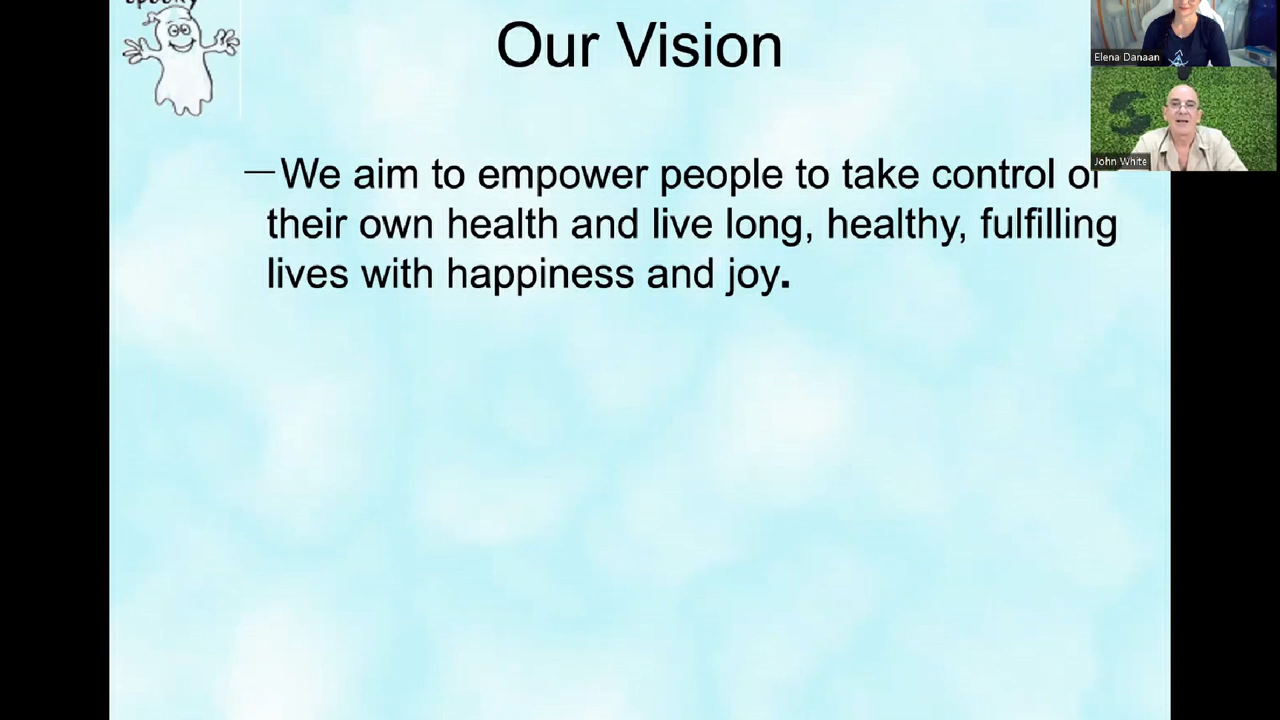 Our Vision
Elena Danaan
John White
—We aim to empower people to take control of
their own health and live long, healthy, fulfilling
lives with happiness and joy.